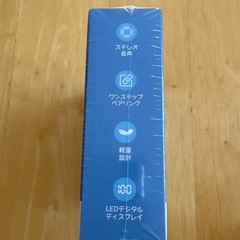 ステレオ
音声
ワンステップ
ペアリング
軽量
設計
100
LEDデジタル
ディスプレイ